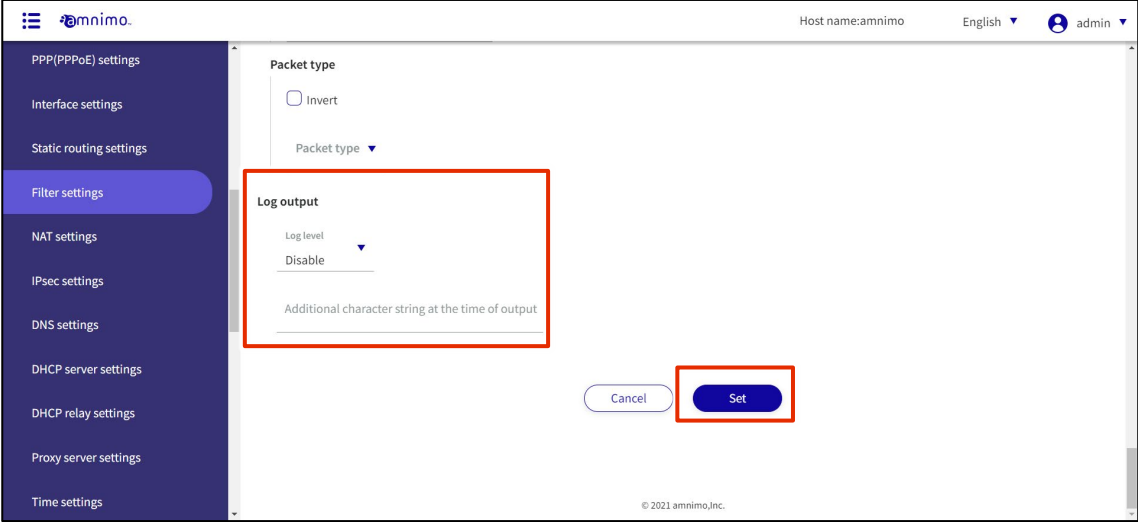 amnimo
Host name:amnimo
English
admin
PPP(PPPoE) settings
Interface settings
Static routing settings
Filter settings
NAT settings
IPsec settings
DNS settings
DHCP server settings
DHCP relay settings
Proxy server settings
Time settings
Packet type
Invert
Packet type
Log output
Log level
Disable
Additional character string at the time of output
Cancel
Set
© 2021 amnimo,Inc.